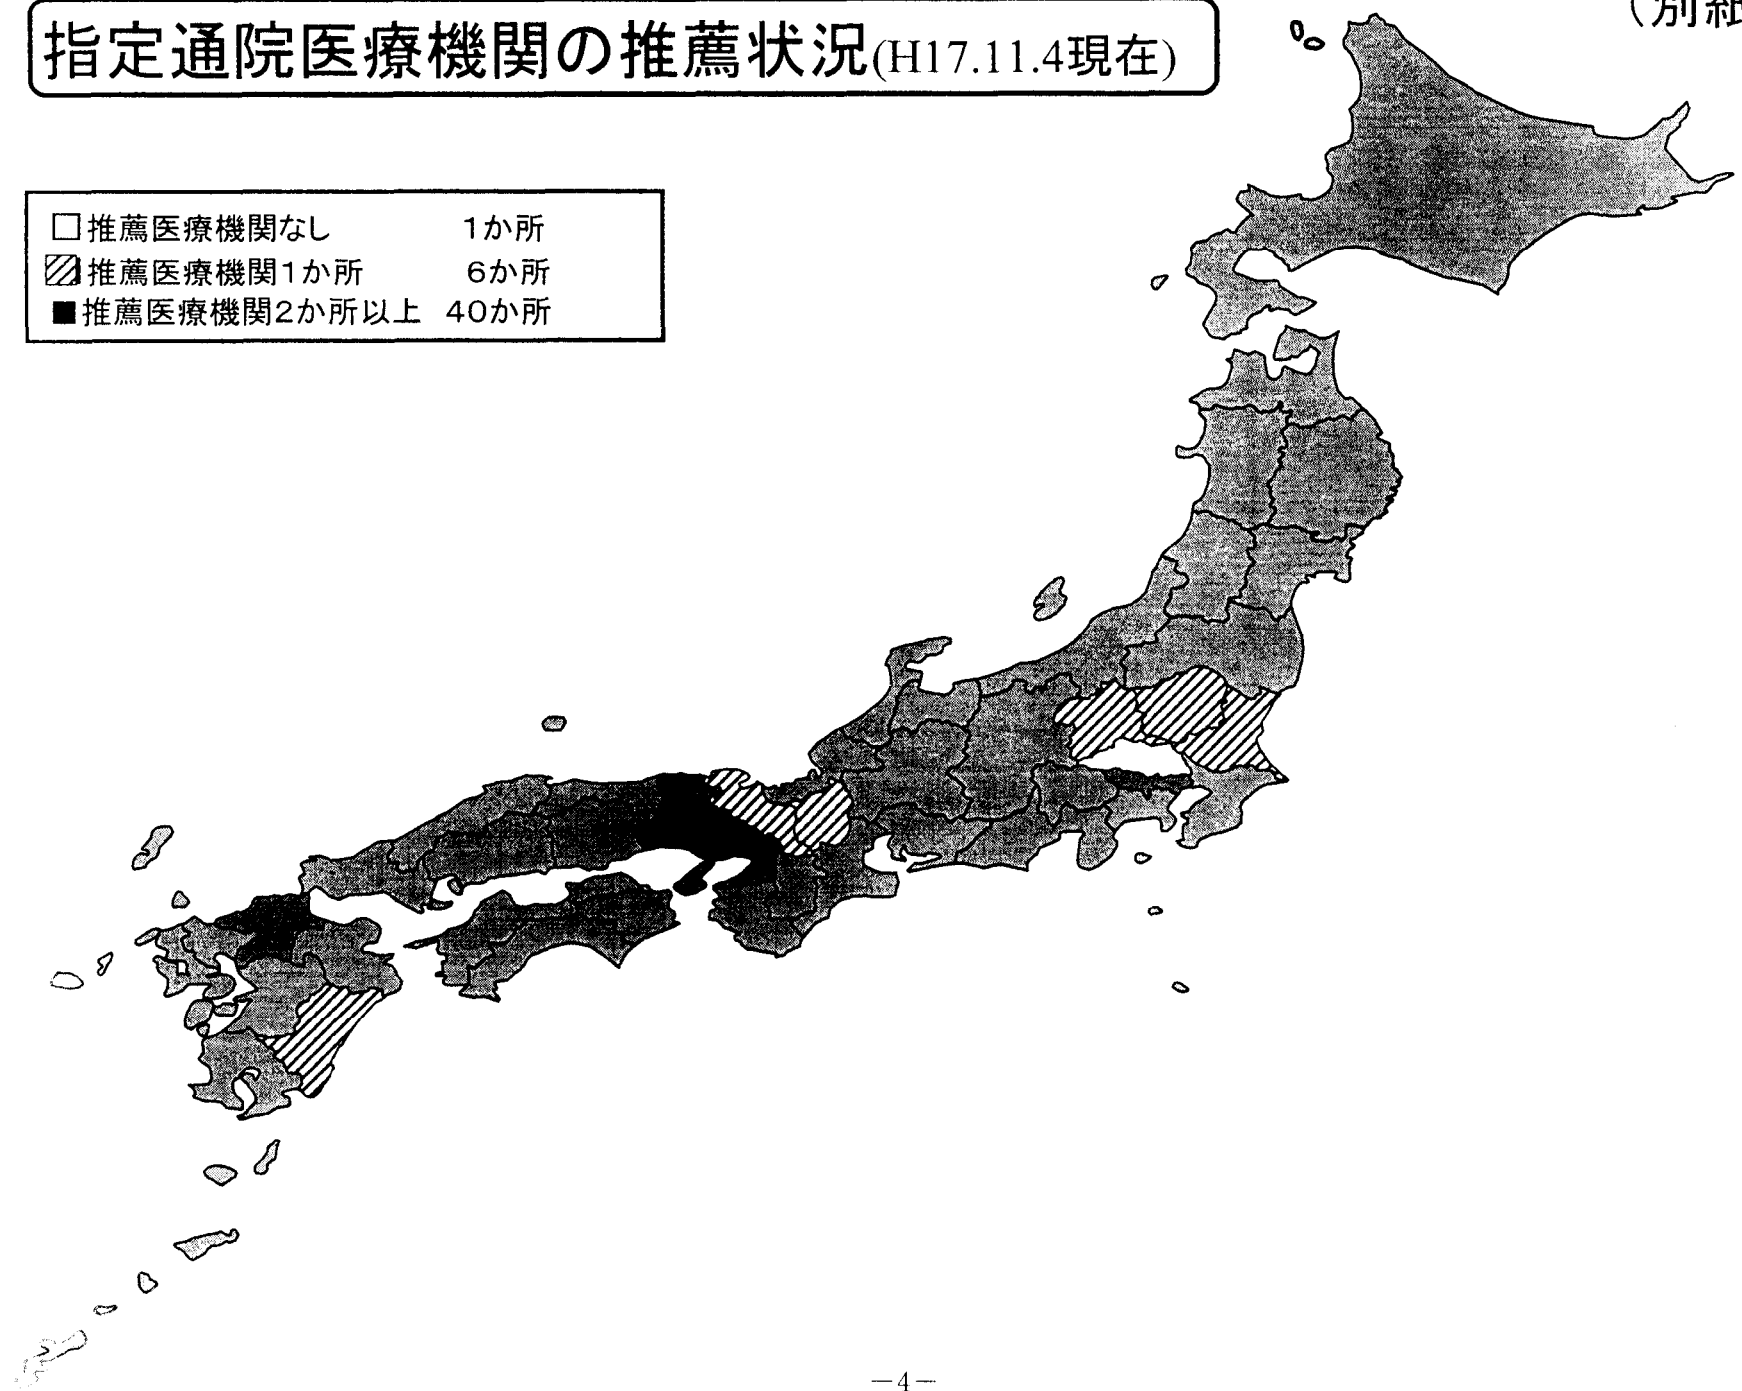 （別紙
指定通院医療機関の推薦状況(H17.11.4現在)
□推薦医療機関なし 1か所
推薦医療機関1か所 6か所
■推薦医療機関2か所以上 40か所
－4－